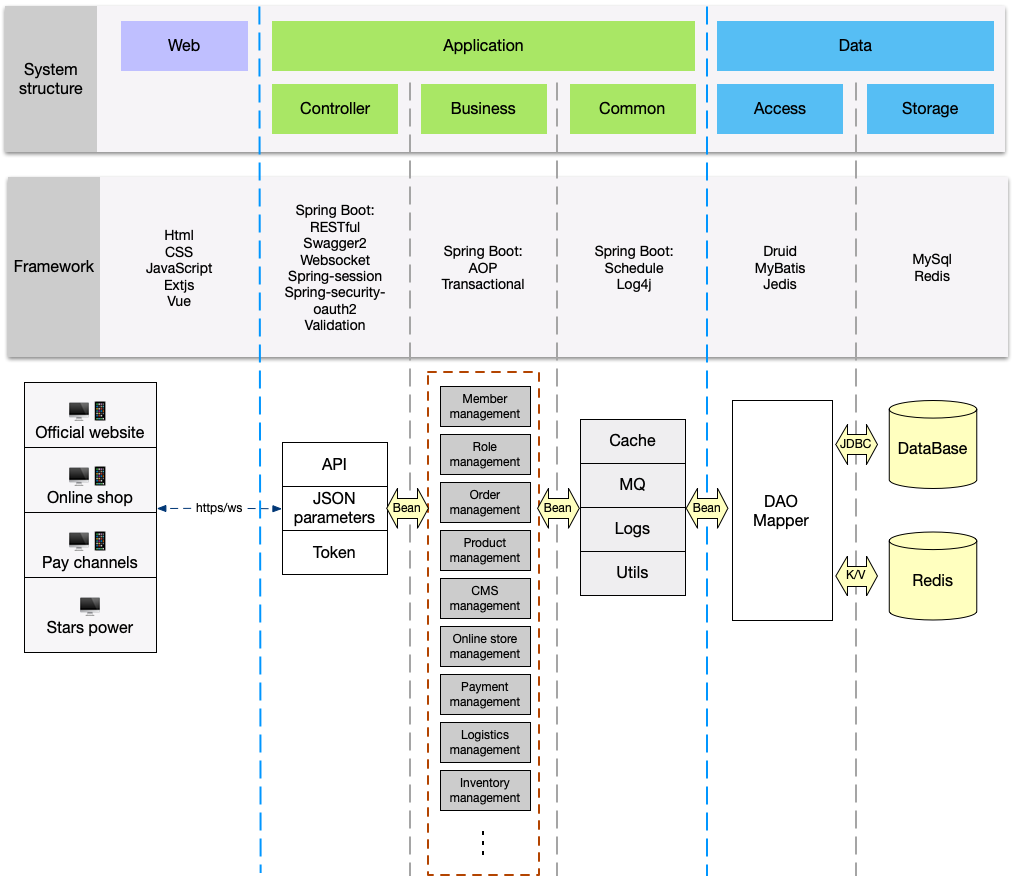 System
structure
Web
Application
Data
Controller
Business
Common
Access
Storage
Framework
Html
CSS
JavaScript
Extjs
Vue
Spring Boot:
RESTful
Swagger2
Websocket
Spring-session
Spring-security-
oauth2
Validation
Spring Boot:
AOP
Transactional
Spring Boot:
Schedule
Log4j
Druid
MyBatis
Jedis
MySql
Redis
Official website
Online shop
Pay channels
Stars power
https/ws
API
JSON
parameters
Token
Bean
Member
management
Role
management
Order
management
Product
management
CMS
management
Online store
management
Payment
management
Logistics
management
Inventory
management
Bean
Cache
MQ
Logs
Utils
Bean
DAO
Mapper
JDBC
K/V
DataBase
Redis